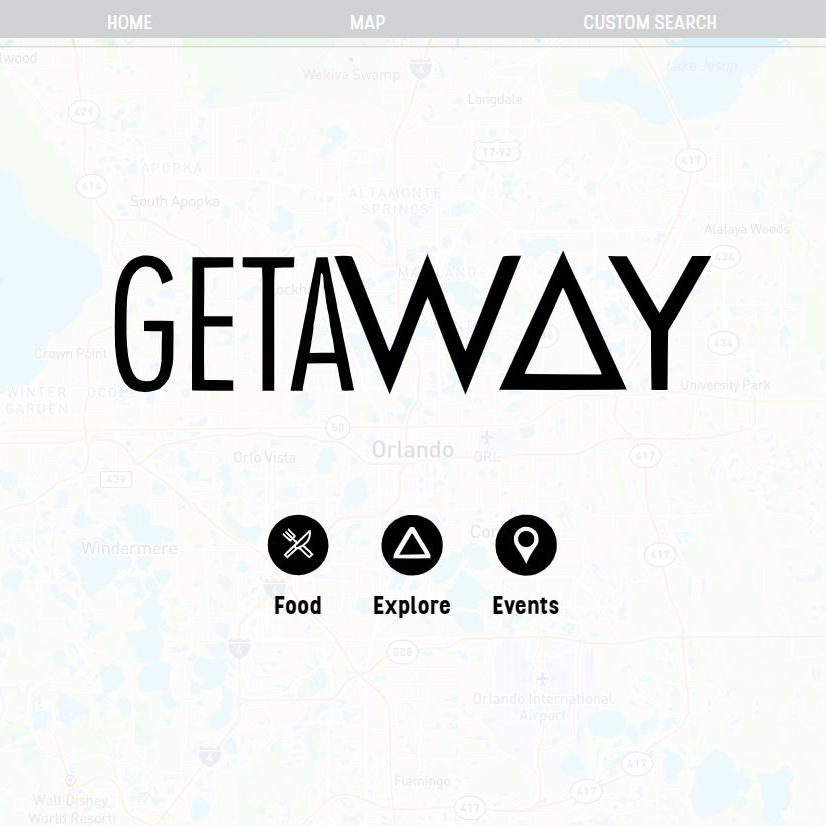 HOME MAP CUSTOM SEARCH
lwood
Wekiva Swamp
4
Lake Jesup
Longdale
429
17-92
417
APOPKA
414
ALTAMONTE
SPRINGS
South Apopka
Alafaya Woods
434
MAITLAND
GETAWAY
Crown Point
434
WINTER
GARDEN
OCOEE
University Park
50
Orlando
ORL
Orlo Vista
417
439
Windermere
417
Food Explore Events
4
528
Orlando International
Airport
4
417
Flamingo
417
417
Walt Disney
World Resort